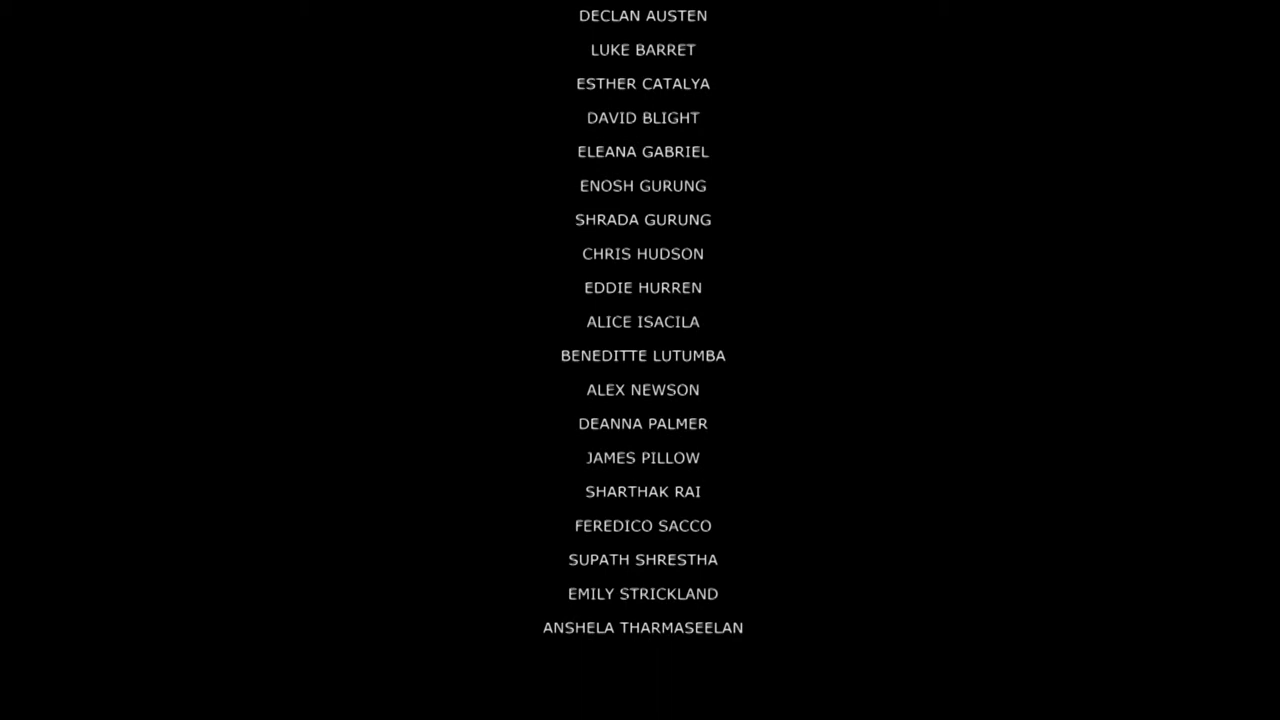 DECLAN AUSTEN
LUKE BARRET
ESTHER CATALYA
DAVID BLIGHT
ELEANA GABRIEL
ENOSH GURUNG
SHRADA GURUNG
CHRIS HUDSON
EDDIE HURREN
ALICE ISACILA
BENEDITTE LUTUMBA
ALEX NEWSON
DEANNA PALMER
JAMES PILLOW
SHARTHAK RAI
FEREDICO SACCO
SUPATH SHRESTHA
EMILY STRICKLAND
ANSHELA THARMASEELAN